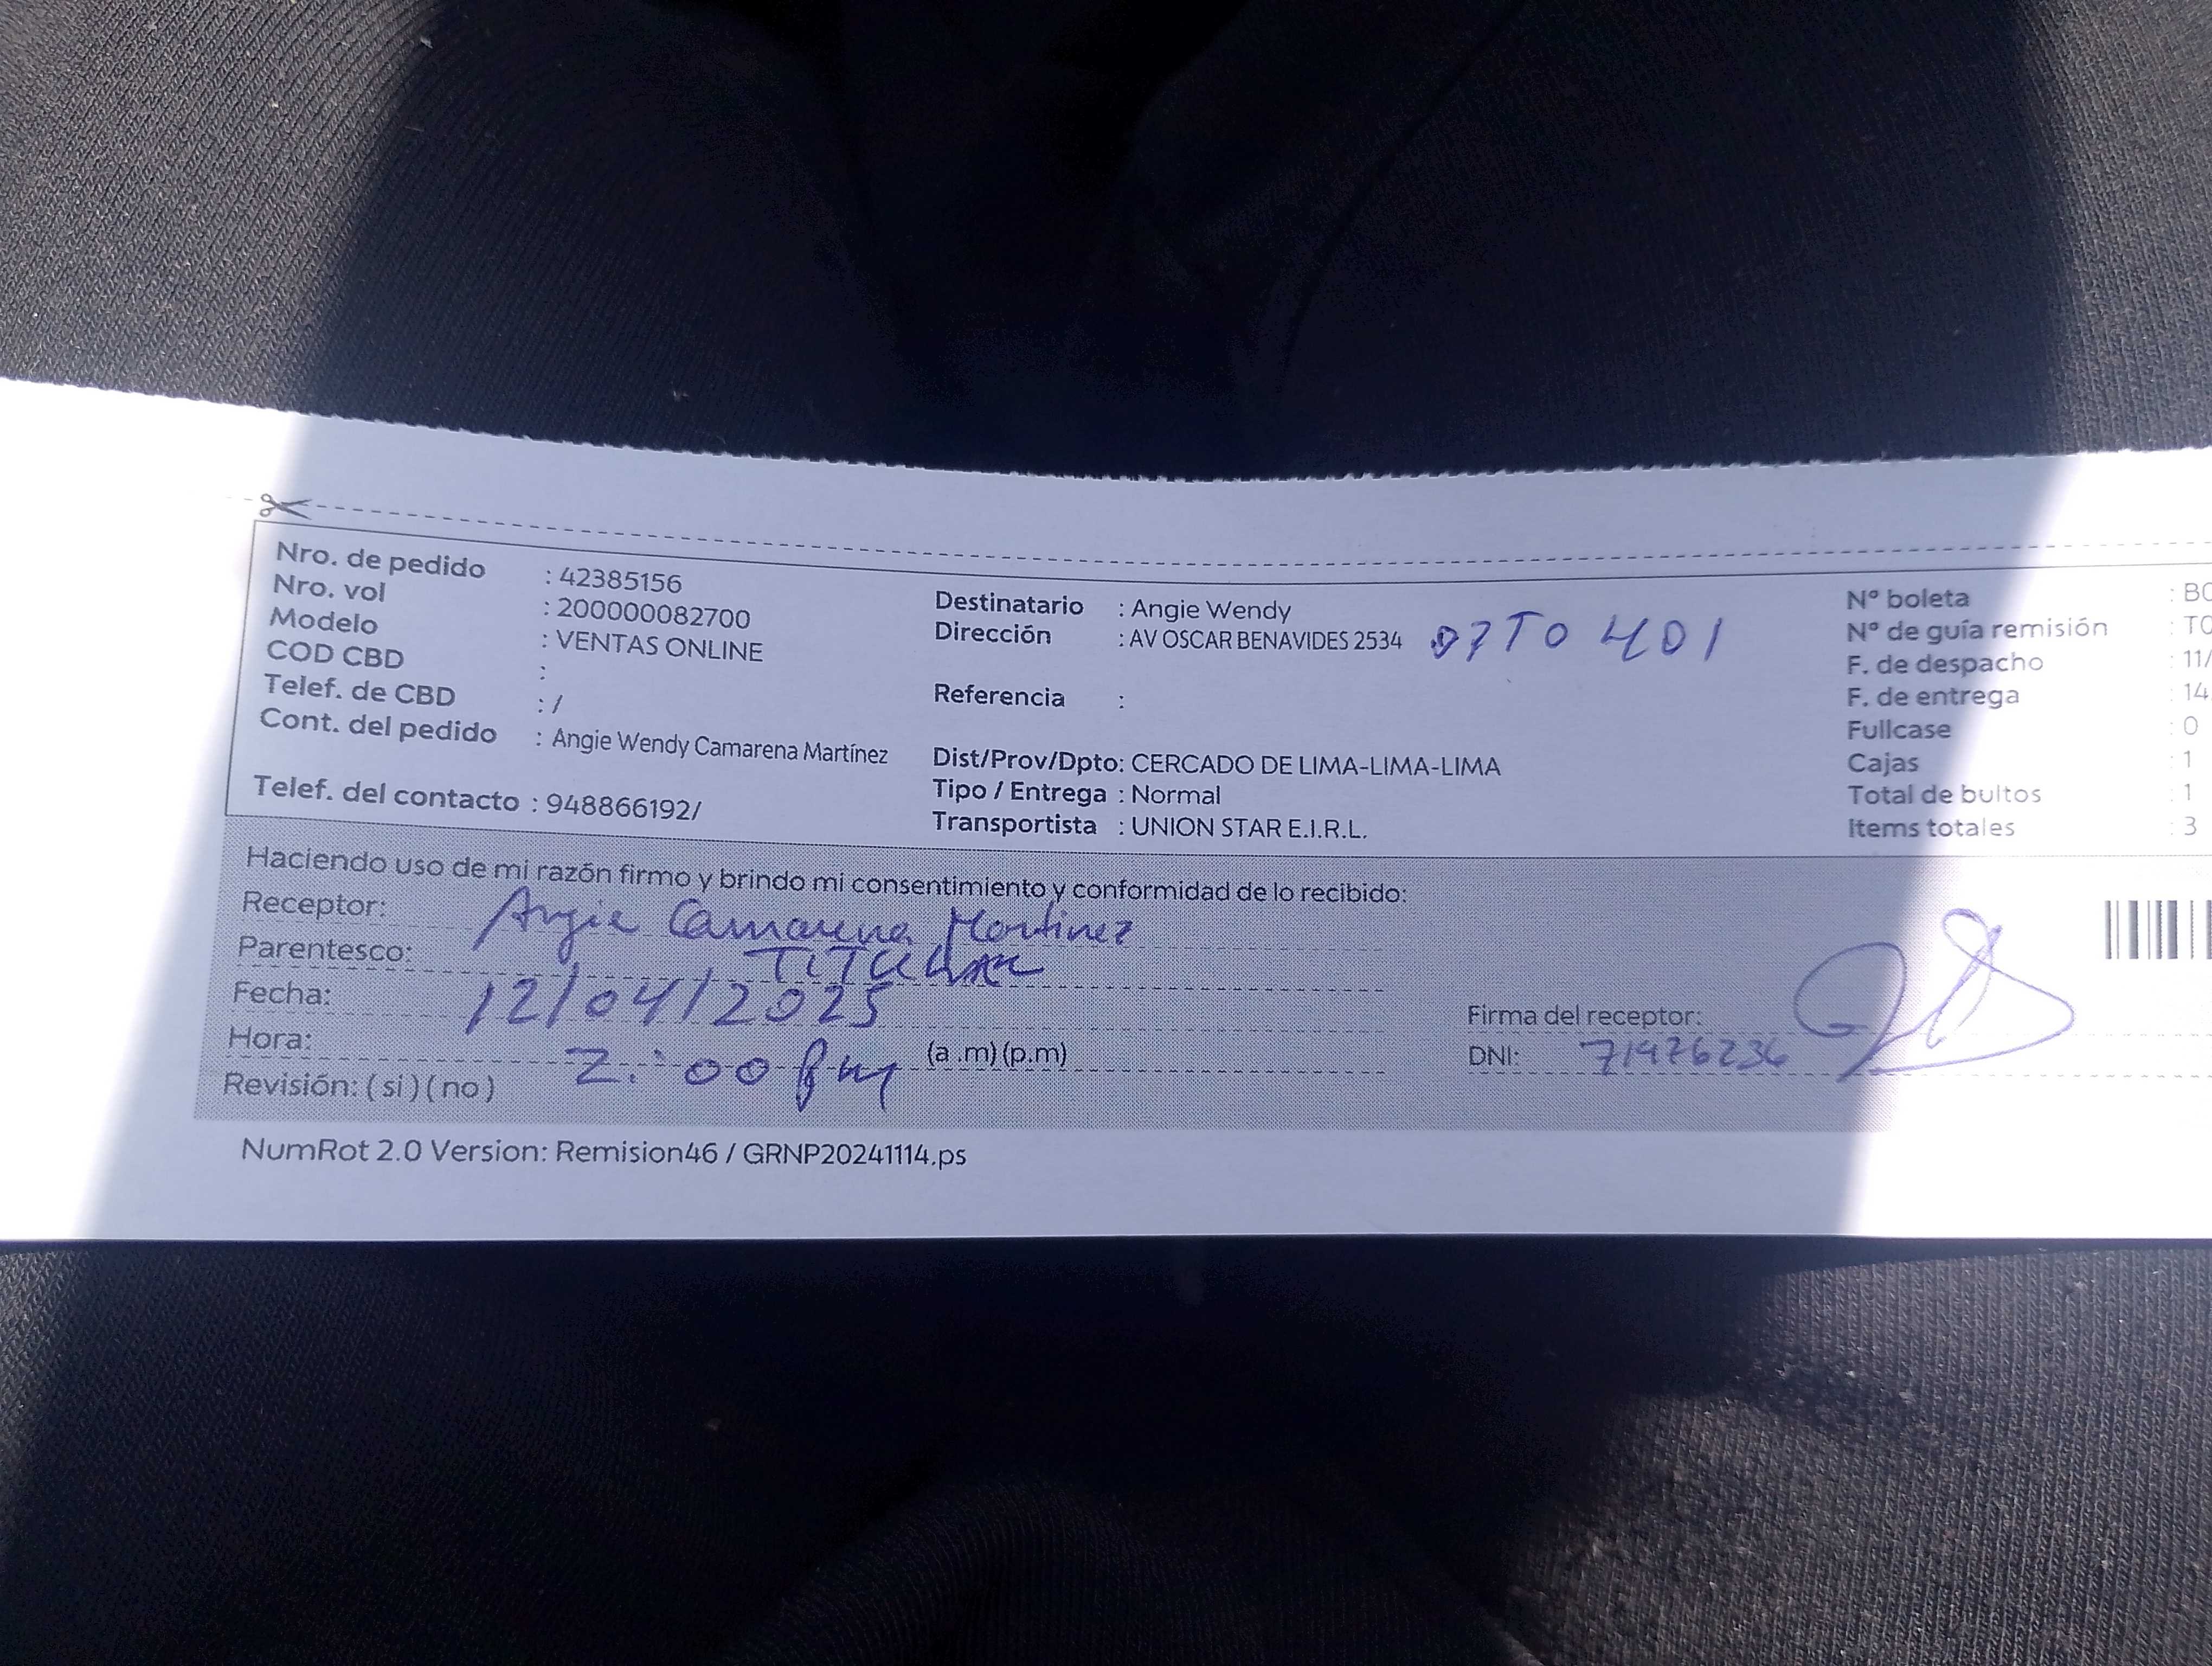 Nro. de pedido : 42385156
Nro. vol : 200000082700
Modelo : VENTAS ONLINE
COD CBD :
Telef. de CBD : /
Cont. del pedido : Angie Wendy Camarena Martínez
Telef. del contacto : 948866192/
Destinatario : Angie Wendy
Dirección : AV OSCAR BENAVIDES 2534 D7TO 401
Referencia :
Dist/Prov/Dpto: CERCADO DE LIMA-LIMA-LIMA
Tipo / Entrega : Normal
Transportista : UNION STAR E.I.R.L.
Nº boleta : BO
Nº de guía remisión : TO
F. de despacho : 11/
F. de entrega : 14
Fullcase : 0
Cajas : 1
Total de bultos : 1
Items totales : 3
Haciendo uso de mi razón firmo y brindo mi consentimiento y conformidad de lo recibido:
Receptor: Angie Camarena Martinez
Parentesco: TITULAR
Fecha: 12/04/2025
Hora: 2:00 pm (a .m) (p.m)
Revisión: ( si ) ( no )
Firma del receptor:
DNI: 71476236
NumRot 2.0 Version: Remision46 / GRNP20241114.ps